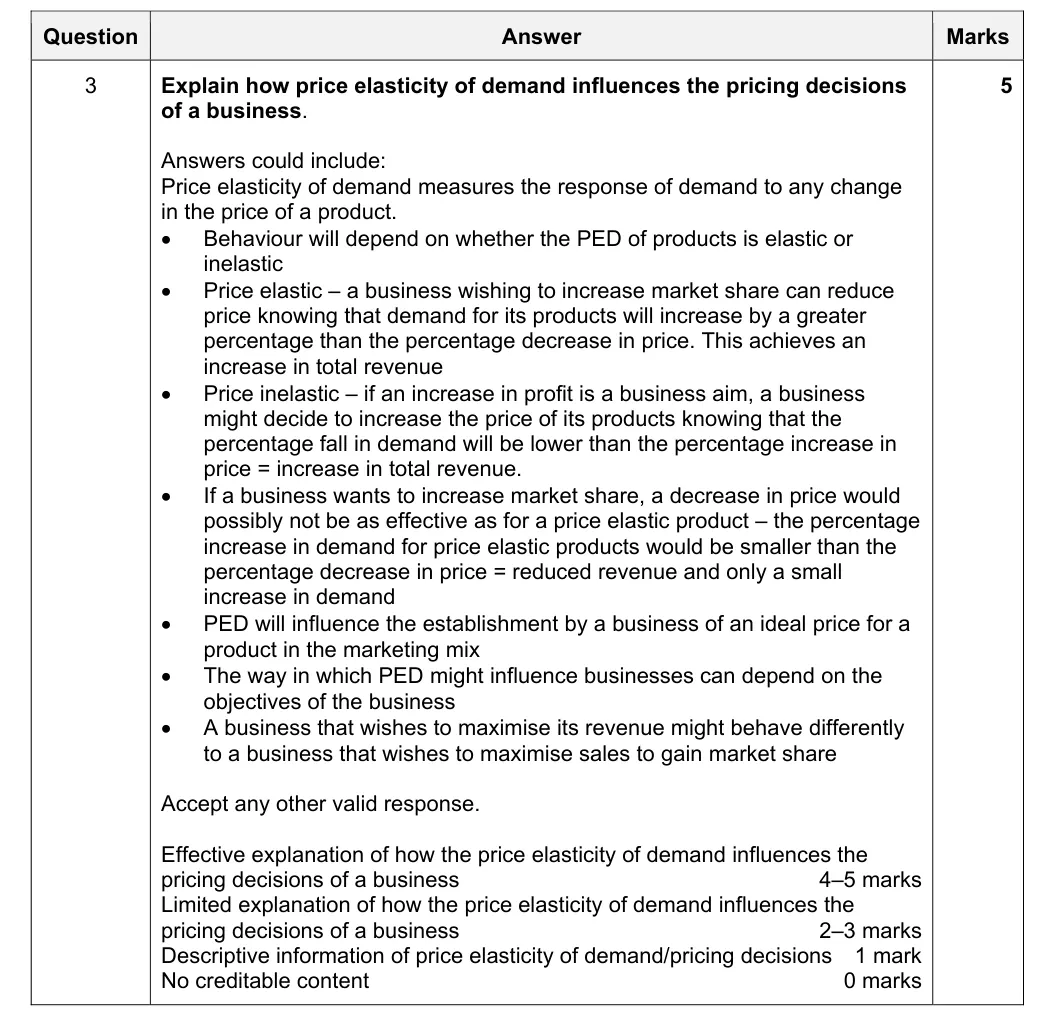 Question Answer Marks
3 Explain how price elasticity of demand influences the pricing decisions 5
of a business.
Answers could include:
Price elasticity of demand measures the response of demand to any change
in the price of a product.
• Behaviour will depend on whether the PED of products is elastic or
inelastic
• Price elastic – a business wishing to increase market share can reduce
price knowing that demand for its products will increase by a greater
percentage than the percentage decrease in price. This achieves an
increase in total revenue
• Price inelastic – if an increase in profit is a business aim, a business
might decide to increase the price of its products knowing that the
percentage fall in demand will be lower than the percentage increase in
price = increase in total revenue.
• If a business wants to increase market share, a decrease in price would
possibly not be as effective as for a price elastic product – the percentage
increase in demand for price elastic products would be smaller than the
percentage decrease in price = reduced revenue and only a small
increase in demand
• PED will influence the establishment by a business of an ideal price for a
product in the marketing mix
• The way in which PED might influence businesses can depend on the
objectives of the business
• A business that wishes to maximise its revenue might behave differently
to a business that wishes to maximise sales to gain market share
Accept any other valid response.
Effective explanation of how the price elasticity of demand influences the
pricing decisions of a business 4–5 marks
Limited explanation of how the price elasticity of demand influences the
pricing decisions of a business 2–3 marks
Descriptive information of price elasticity of demand/pricing decisions 1 mark
No creditable content 0 marks